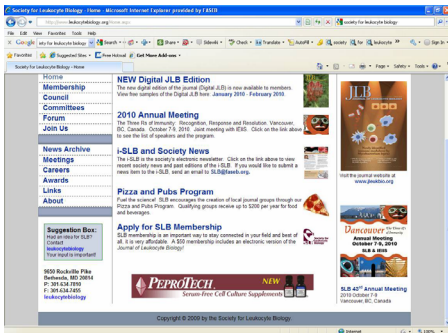 Society for Leukocyte Biology - Home - Microsoft Internet Explorer provided by FASEB
http://www.leukocytebiology.org/Home.aspx
society for leukocyte biology
File Edit View Favorites Tools Help
Google
Search
Share
Sidewiki
Check
Translate
AutoFill
society
for
leukocyte
Sign In
Favorites
Suggested Sites
Free Hotmail
Get More Add-ons
Society for Leukocyte Biology - Home
Page
Safety
Tools
Home
Membership
Council
Committees
Forum
Join Us
News Archive
Meetings
Careers
Awards
Links
About
Suggestion Box:
Had an idea for SLB?
Contact
leukocytebiology
Your input is important!
9650 Rockville Pike
Bethesda, MD 20814
P: 301.634.7810
F: 301.634.7455
leukocytebiology
NEW Digital JLB Edition
The new digital edition of the journal (Digital JLB) is now available to members.
View free samples of the Digital JLB here January 2010 - February 2010
2010 Annual Meeting
The Three Rs of Immunity: Recognition, Response and Resolution. Vancouver,
BC, Canada. October 7-9, 2010. Joint meeting with IEIIS. Click on the link above
to see the list of speakers and the program.
i-SLB and Society News
The i-SLB is the society's electronic newsletter. Click on the link above to view
recent society news and past editions of the i-SLB. If you would like to submit a
news item to the i-SLB, send an email to SLB@faseb.org.
Pizza and Pubs Program
Fuel the science! SLB encourages the creation of local journal groups through our
Pizza and Pubs Program. Qualifying groups receive up to $200 per year for food
and beverages.
Apply for SLB Membership
SLB membership is an important way to stay connected in your field and best of
all, it is very affordable. A $50 membership includes an electronic version of the
Journal of Leukocyte Biology!
PEPROTECH
NEW
Serum-Free Cell Culture Supplements
JLB
Visit the journal website at
www.jleukbio.org
Vancouver
Annual Meeting
October 7-9, 2010
SLB & IEIIS
SLB 43rd Annual Meeting
2010 October 7-9
Vancouver, BC, Canada
Copyright © 2009 by the Society for Leukocyte Biology.
Internet
100%